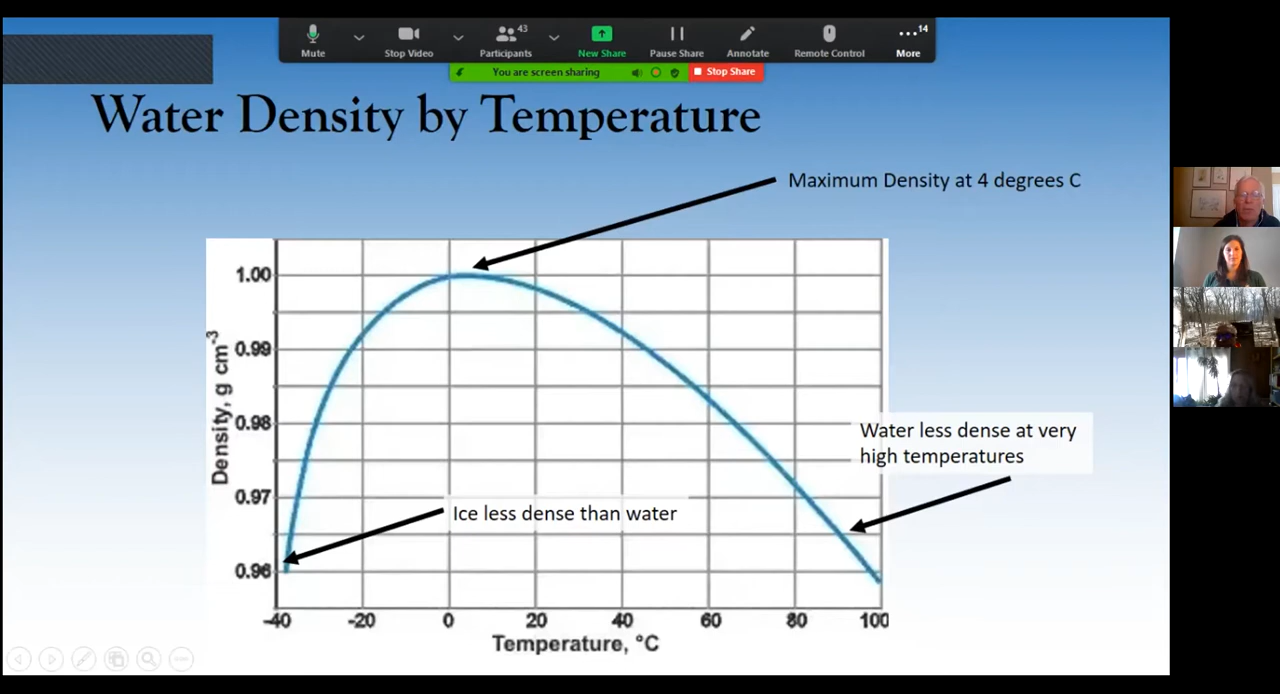 43
14
Mute
Stop Video
Participants
New Share
Pause Share
Annotate
Remote Control
More
You are screen sharing
Stop Share
Water Density by Temperature
Maximum Density at 4 degrees C
1.00
0.99
0.98
0.97
0.96
Density, g cm-3
Water less dense at very
high temperatures
Ice less dense than water
-40
-20
0
20
40
60
80
100
Temperature, °C